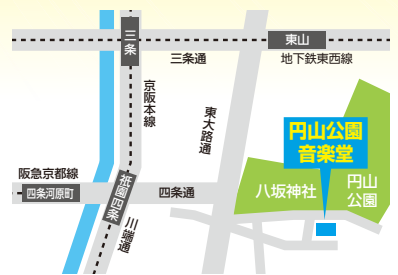 三条
東山
三条通
地下鉄東西線
京阪本線
東大路通
円山公園
音楽堂
阪急京都線
四条河原町
祇園四条
四条通
八坂神社
円山
公園
川端通